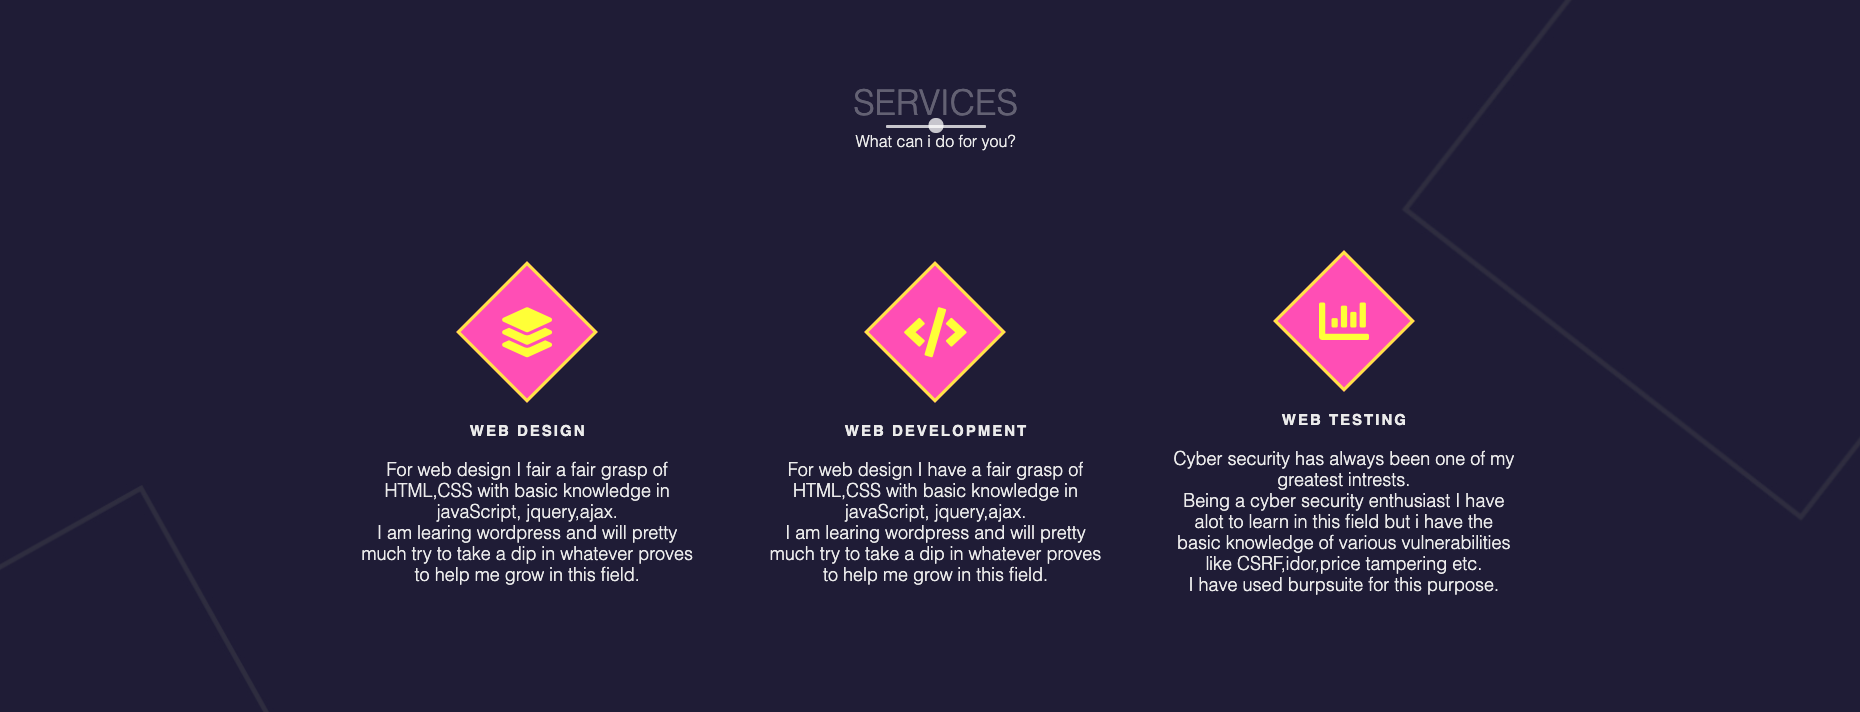 SERVICES
What can i do for you?
WEB DESIGN
For web design I fair a fair grasp of
HTML,CSS with basic knowledge in
javaScript, jquery,ajax.
I am learing wordpress and will pretty
much try to take a dip in whatever proves
to help me grow in this field.
WEB DEVELOPMENT
For web design I have a fair grasp of
HTML,CSS with basic knowledge in
javaScript, jquery,ajax.
I am learing wordpress and will pretty
much try to take a dip in whatever proves
to help me grow in this field.
WEB TESTING
Cyber security has always been one of my
greatest intrests.
Being a cyber security enthusiast I have
alot to learn in this field but i have the
basic knowledge of various vulnerabilities
like CSRF,idor,price tampering etc.
I have used burpsuite for this purpose.